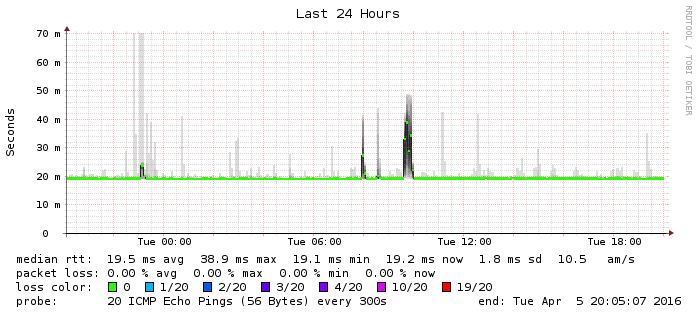 Last 24 Hours
RRDTOOL / TOBI OETIKER
Seconds
70 m
60 m
50 m
40 m
30 m
20 m
10 m
0
Tue 00:00 Tue 06:00 Tue 12:00 Tue 18:00
median rtt: 19.5 ms avg 38.9 ms max 19.1 ms min 19.2 ms now 1.8 ms sd 10.5 am/s
packet loss: 0.00 % avg 0.00 % max 0.00 % min 0.00 % now
loss color: 0 1/20 2/20 3/20 4/20 10/20 19/20
probe: 20 ICMP Echo Pings (56 Bytes) every 300s end: Tue Apr 5 20:05:07 2016